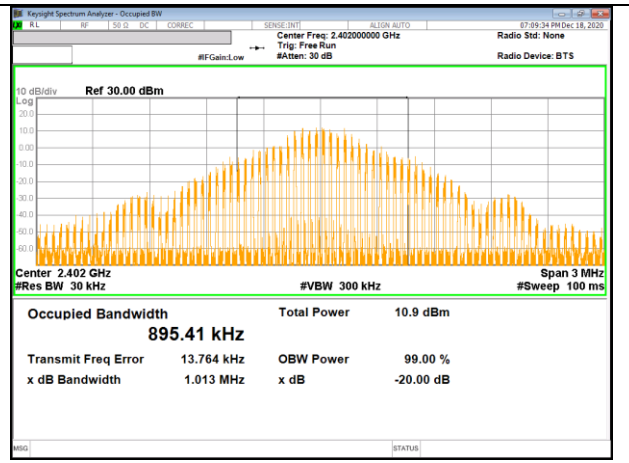 Keysight Spectrum Analyzer - Occupied BW
RL RF 50 Ω DC CORREC SENSE:INT ALIGN AUTO 07:09:34 PM Dec 18, 2020
Center Freq: 2.402000000 GHz Radio Std: None
Trig: Free Run
#IFGain:Low #Atten: 30 dB Radio Device: BTS
10 dB/div Ref 30.00 dBm
Log
20.0
10.0
0.00
-10.0
-20.0
-30.0
-40.0
-50.0
-60.0
Center 2.402 GHz Span 3 MHz
#Res BW 30 kHz #VBW 300 kHz #Sweep 100 ms
Occupied Bandwidth Total Power 10.9 dBm
895.41 kHz
Transmit Freq Error 13.764 kHz OBW Power 99.00 %
x dB Bandwidth 1.013 MHz x dB -20.00 dB
MSG STATUS